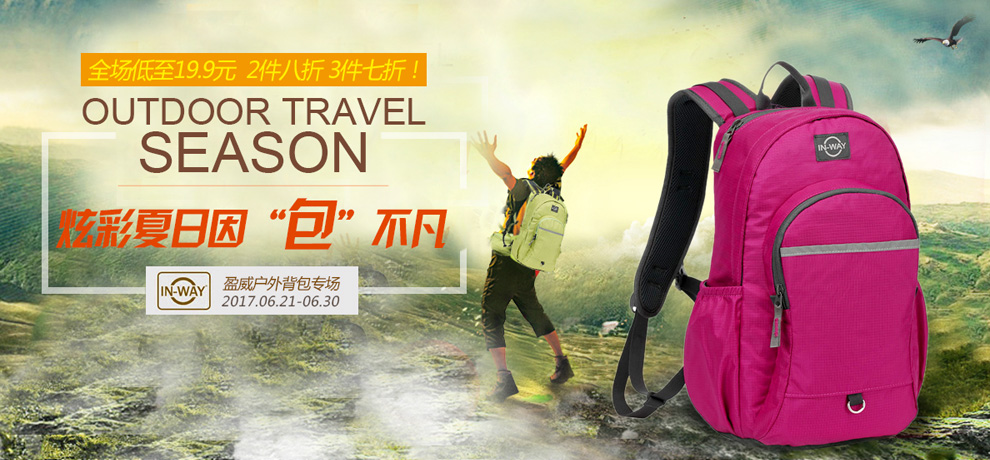 全场低至19.9元 2件八折 3件七折！
OUTDOOR TRAVEL
SEASON
炫彩夏日因“包”不凡
IN-WAY 盈威户外背包专场
2017.06.21-06.30
IN-WAY